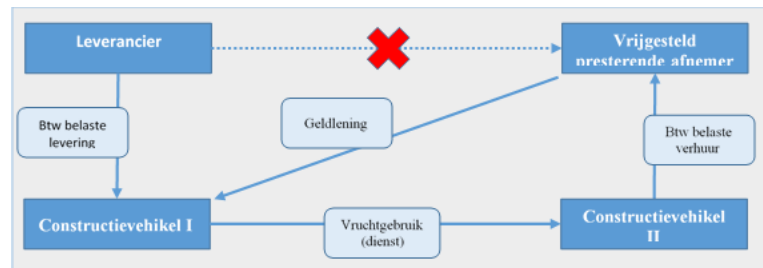 Leverancier
Vrijgesteld
presterende afnemer
Btw belaste
levering
Geldlening
Btw belaste
verhuur
Constructievehikel I
Vruchtgebruik
(dienst)
Constructievehikel
II